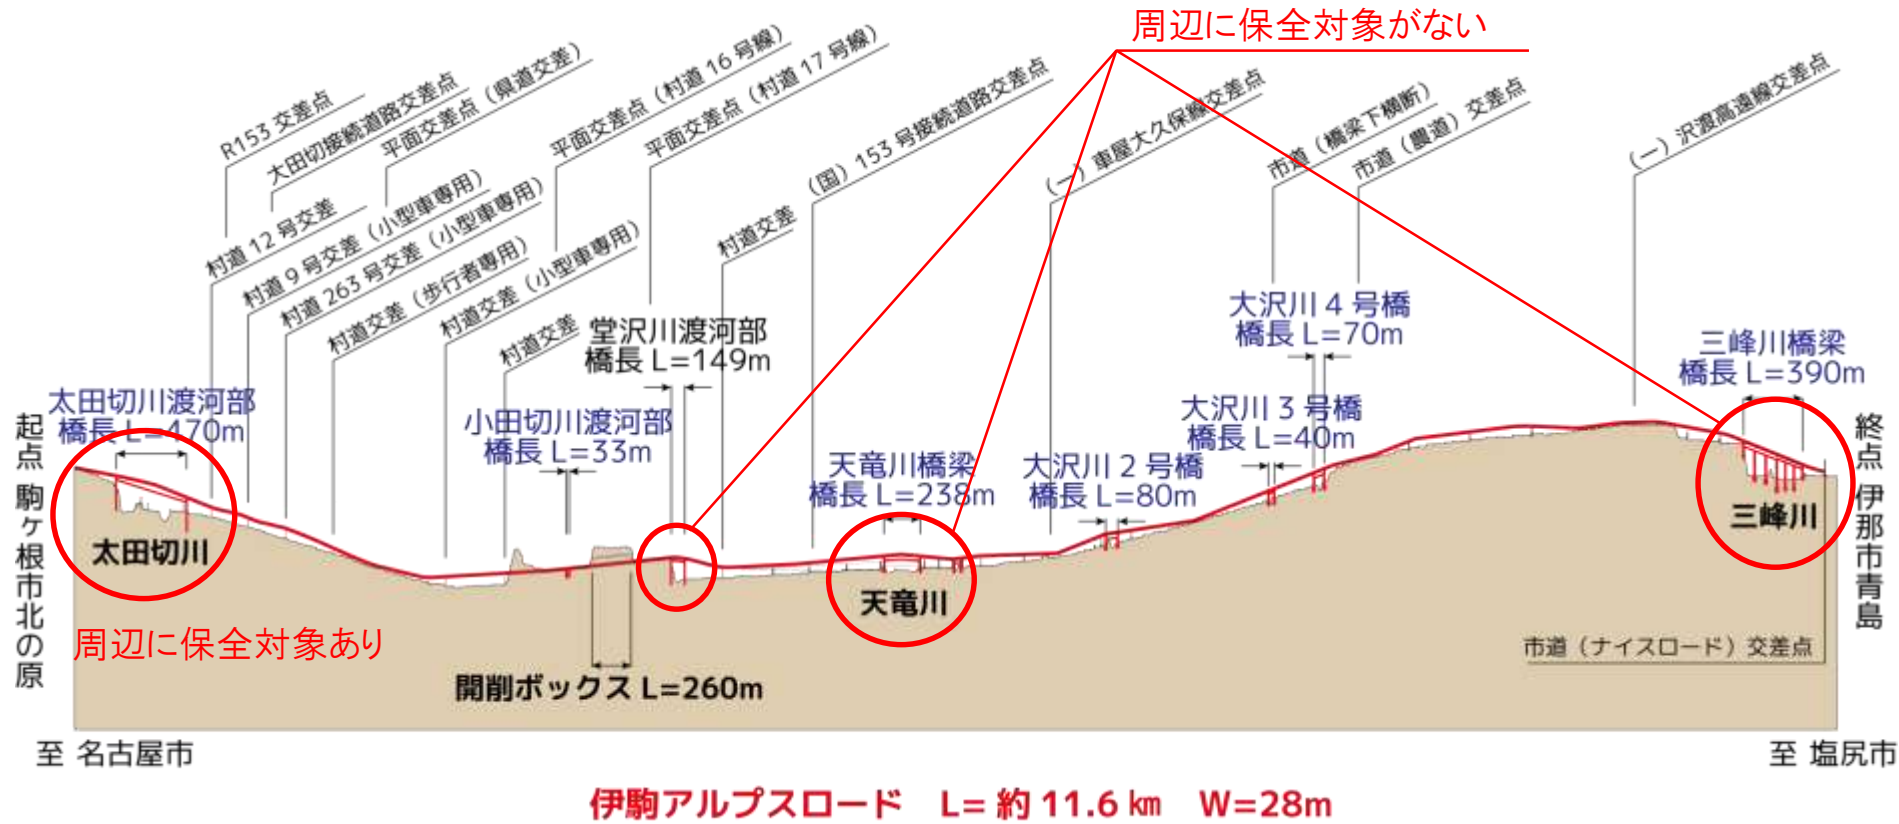 周辺に保全対象がない
R153 交差点
大田切接続道路交差点
平面交差点（県道交差）
平面交差点（村道 16 号線）
平面交差点（村道 17 号線）
（国）153 号接続道路交差点
（一）車屋大久保線交差点
市道（橋梁下横断）
市道（農道）交差点
（一）沢渡高遠線交差点
村道 12 号交差
村道 9 号交差（小型車専用）
村道 263 号交差（小型車専用）
村道交差（歩行者専用）
村道交差（小型車専用）
村道交差
村道交差
堂沢川渡河部
橋長 L=149m
大沢川 4 号橋
橋長 L=70m
三峰川橋梁
橋長 L=390m
太田切川渡河部
橋長 L=470m
小田切川渡河部
橋長 L=33m
大沢川 3 号橋
橋長 L=40m
天竜川橋梁
橋長 L=238m
大沢川 2 号橋
橋長 L=80m
起点 駒ヶ根市北の原
終点 伊那市青島
太田切川
天竜川
三峰川
周辺に保全対象あり
市道（ナイスロード）交差点
開削ボックス L=260m
至 名古屋市
至 塩尻市
伊駒アルプスロード L= 約 11.6 km W=28m